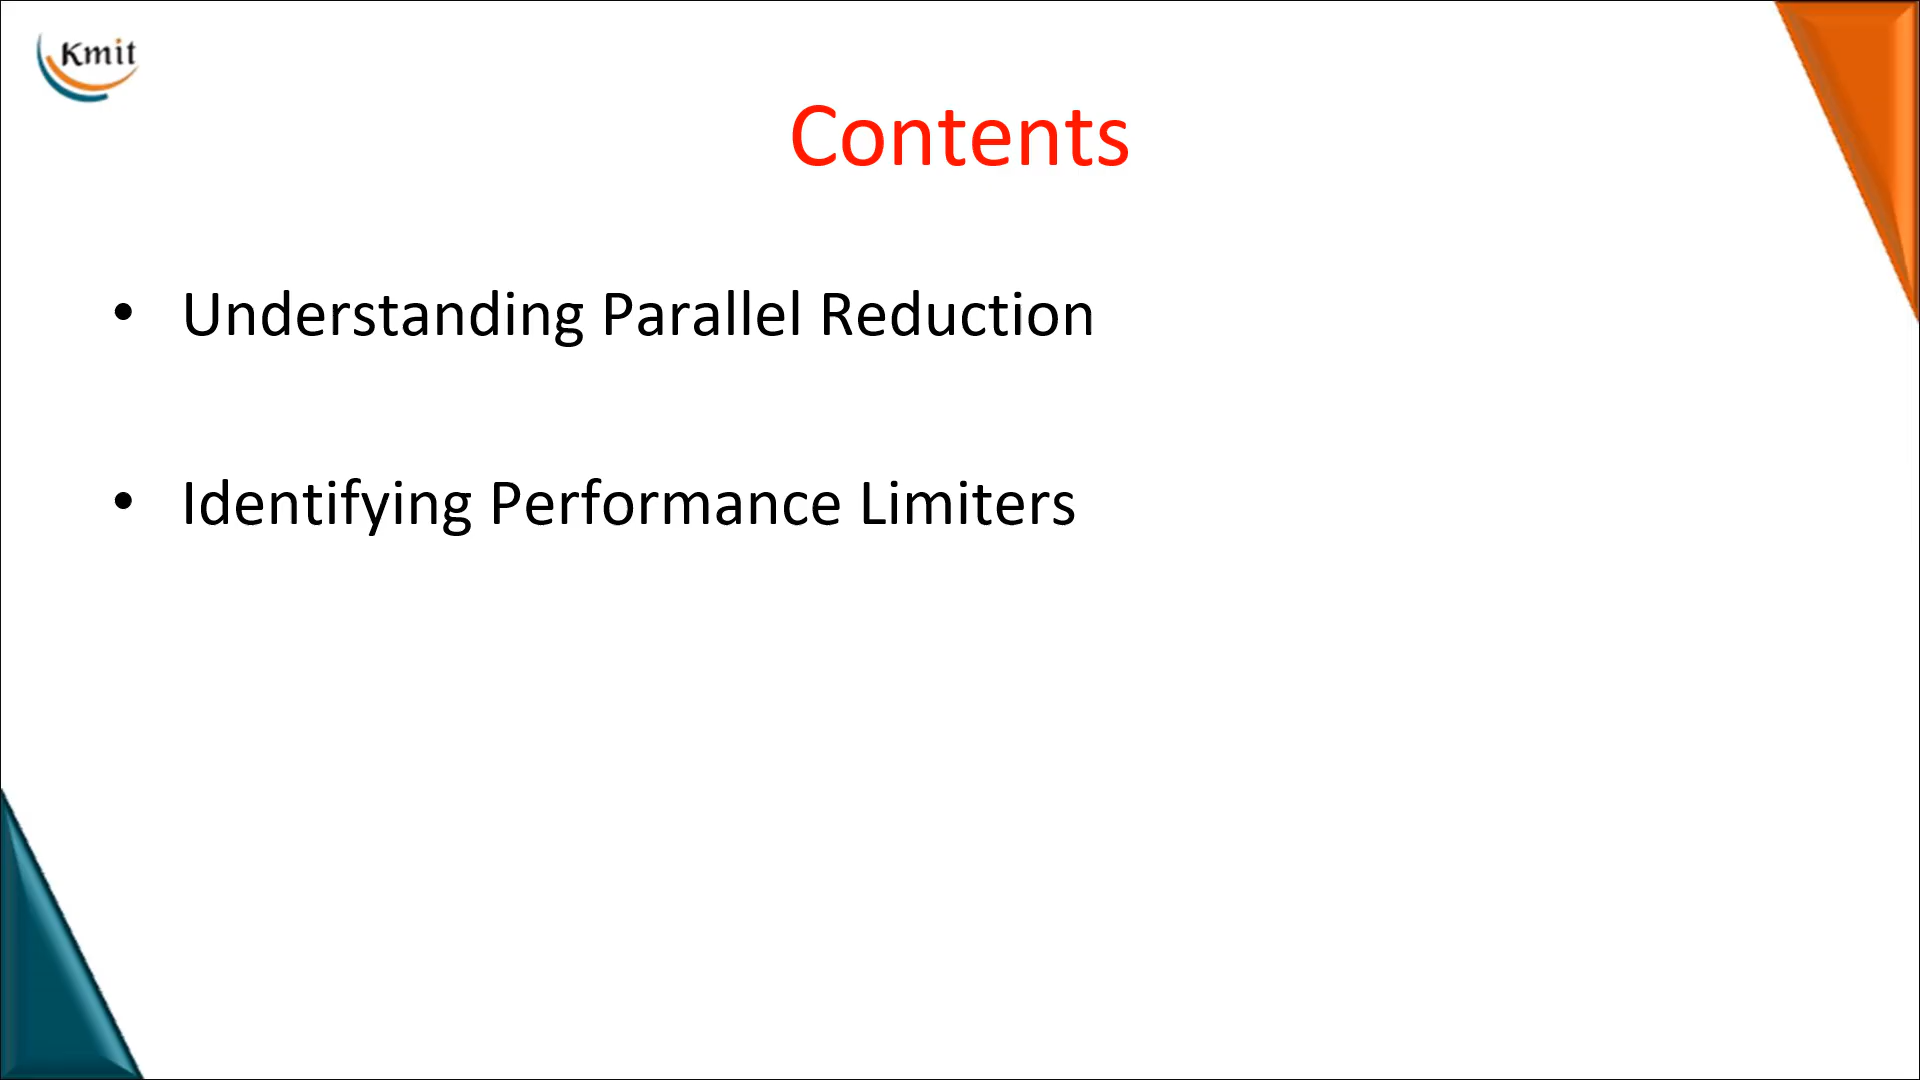 Kmit
Contents
• Understanding Parallel Reduction
• Identifying Performance Limiters